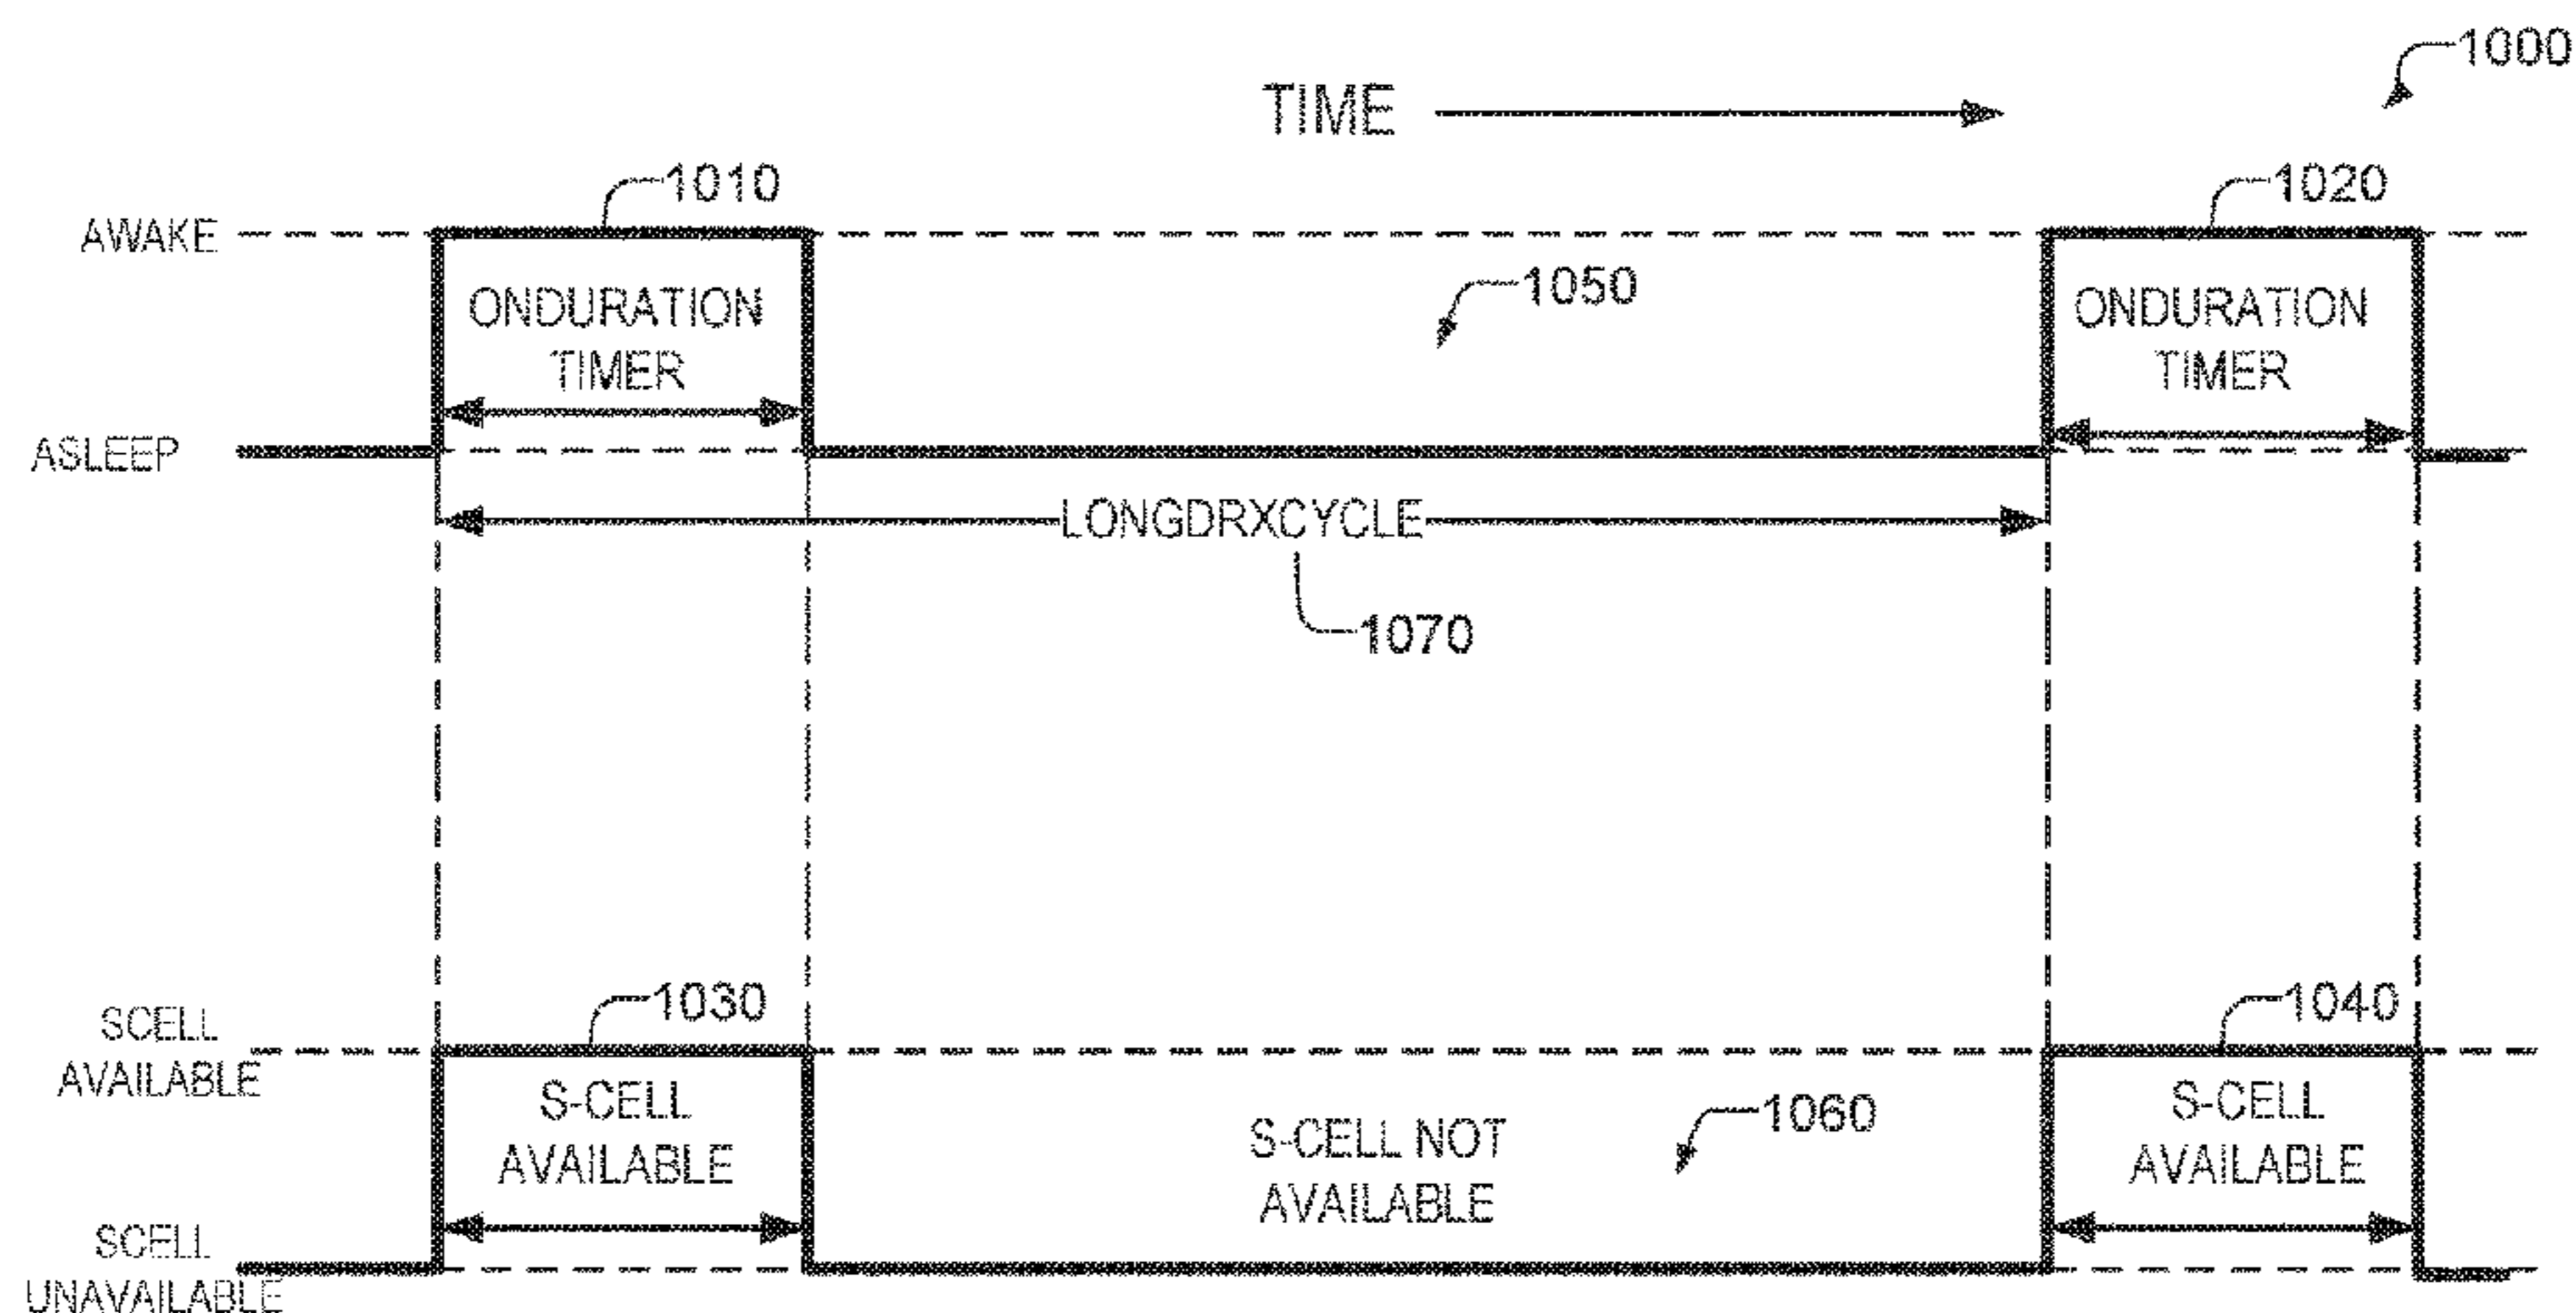 1000
TIME
1010
1020
AWAKE
1050
ONDURATION
TIMER
ONDURATION
TIMER
ASLEEP
LONGDRXCYCLE
1070
1030
1040
SCELL
AVAILABLE
S-CELL
AVAILABLE
1060
S-CELL NOT
AVAILABLE
S-CELL
AVAILABLE
SCELL
UNAVAILABLE